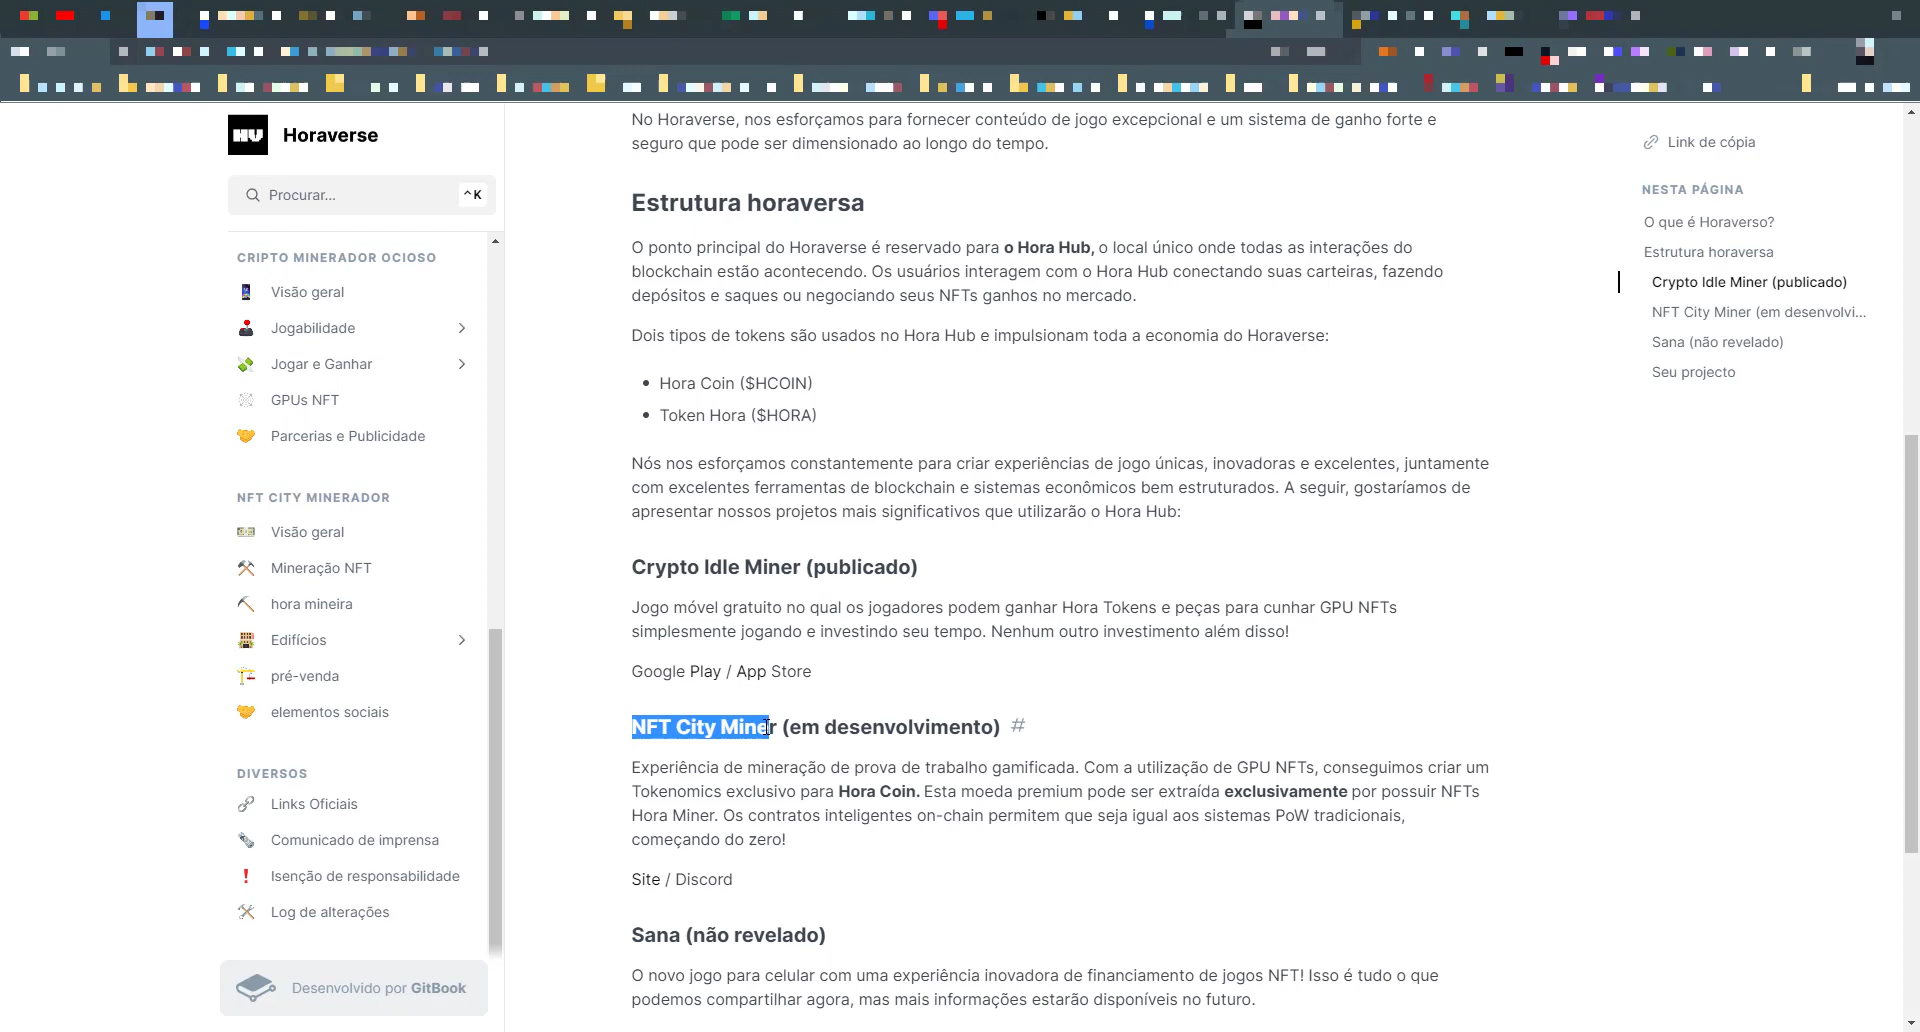 Horaverse
Procurar...
^K
CRIPTO MINERADOR OCIOSO
Visão geral
Jogabilidade
Jogar e Ganhar
GPUs NFT
Parcerias e Publicidade
NFT CITY MINERADOR
Visão geral
Mineração NFT
hora mineira
Edifícios
pré-venda
elementos sociais
DIVERSOS
Links Oficiais
Comunicado de imprensa
Isenção de responsabilidade
Log de alterações
Desenvolvido por GitBook
No Horaverse, nos esforçamos para fornecer conteúdo de jogo excepcional e um sistema de ganho forte e
seguro que pode ser dimensionado ao longo do tempo.
Estrutura horaversa
O ponto principal do Horaverse é reservado para o Hora Hub, o local único onde todas as interações do
blockchain estão acontecendo. Os usuários interagem com o Hora Hub conectando suas carteiras, fazendo
depósitos e saques ou negociando seus NFTs ganhos no mercado.
Dois tipos de tokens são usados no Hora Hub e impulsionam toda a economia do Horaverse:
• Hora Coin ($HCOIN)
• Token Hora ($HORA)
Nós nos esforçamos constantemente para criar experiências de jogo únicas, inovadoras e excelentes, juntamente
com excelentes ferramentas de blockchain e sistemas econômicos bem estruturados. A seguir, gostaríamos de
apresentar nossos projetos mais significativos que utilizarão o Hora Hub:
Crypto Idle Miner (publicado)
Jogo móvel gratuito no qual os jogadores podem ganhar Hora Tokens e peças para cunhar GPU NFTs
simplesmente jogando e investindo seu tempo. Nenhum outro investimento além disso!
Google Play / App Store
NFT City Miner (em desenvolvimento) #
Experiência de mineração de prova de trabalho gamificada. Com a utilização de GPU NFTs, conseguimos criar um
Tokenomics exclusivo para Hora Coin. Esta moeda premium pode ser extraída exclusivamente por possuir NFTs
Hora Miner. Os contratos inteligentes on-chain permitem que seja igual aos sistemas PoW tradicionais,
começando do zero!
Site / Discord
Sana (não revelado)
O novo jogo para celular com uma experiência inovadora de financiamento de jogos NFT! Isso é tudo o que
podemos compartilhar agora, mas mais informações estarão disponíveis no futuro.
Link de cópia
NESTA PÁGINA
O que é Horaverso?
Estrutura horaversa
Crypto Idle Miner (publicado)
NFT City Miner (em desenvolvi...
Sana (não revelado)
Seu projecto